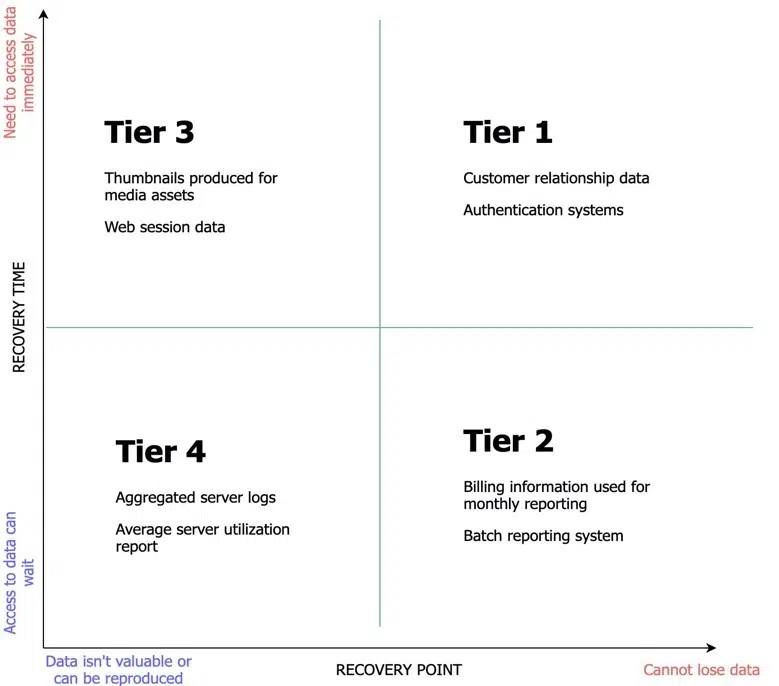 Need to access data
immediately
Tier 3
Thumbnails produced for
media assets
Web session data
Tier 1
Customer relationship data
Authentication systems
RECOVERY TIME
Tier 4
Aggregated server logs
Average server utilization
report
Tier 2
Billing information used for
monthly reporting
Batch reporting system
Access to data can
wait
Data isn't valuable or
can be reproduced
RECOVERY POINT
Cannot lose data